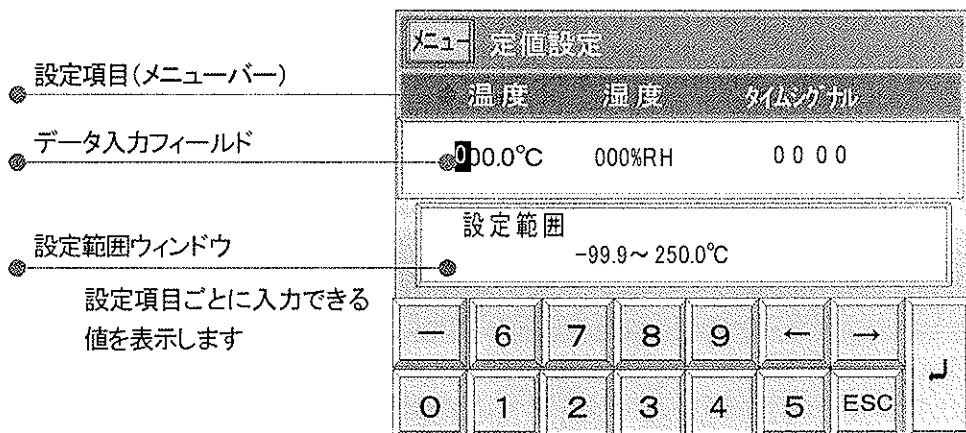 メニュー 定値設定
設定項目(メニューバー)
温度 湿度 タイムシグナル
データ入力フィールド
000.0°C 000%RH 0000
設定範囲
設定範囲ウィンドウ
-99.9～250.0°C
設定項目ごとに入力できる
値を表示します
ー 6 7 8 9 ← →
↵
0 1 2 3 4 5 ESC